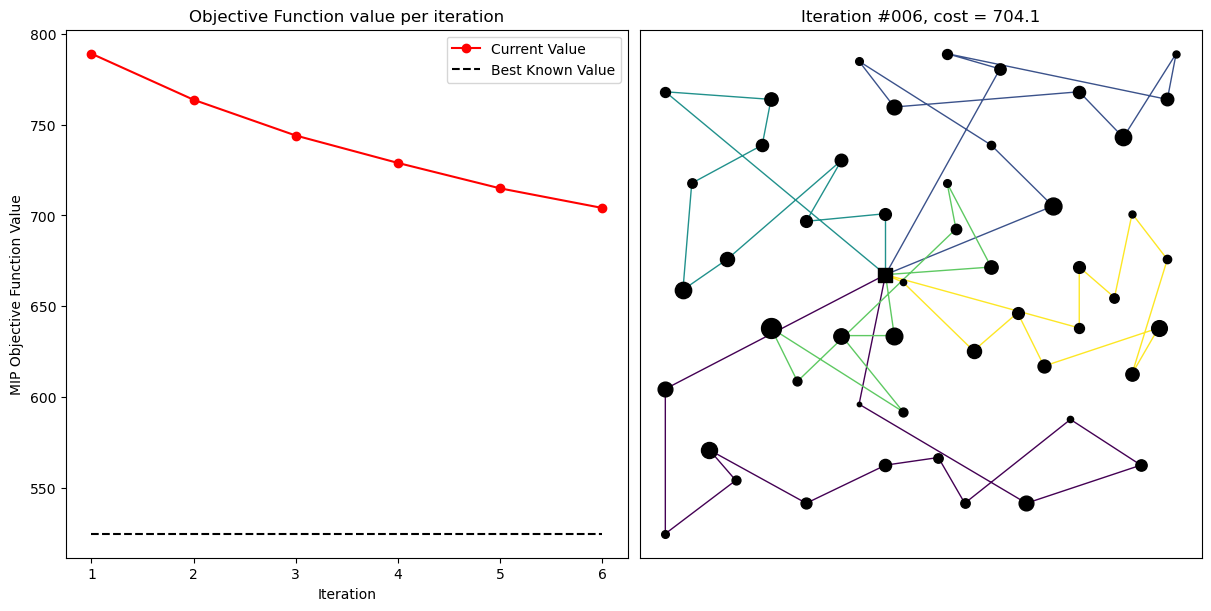 Objective Function value per iteration
Current Value
Best Known Value
MIP Objective Function Value
800
750
700
650
600
550
1 2 3 4 5 6
Iteration
Iteration #006, cost = 704.1